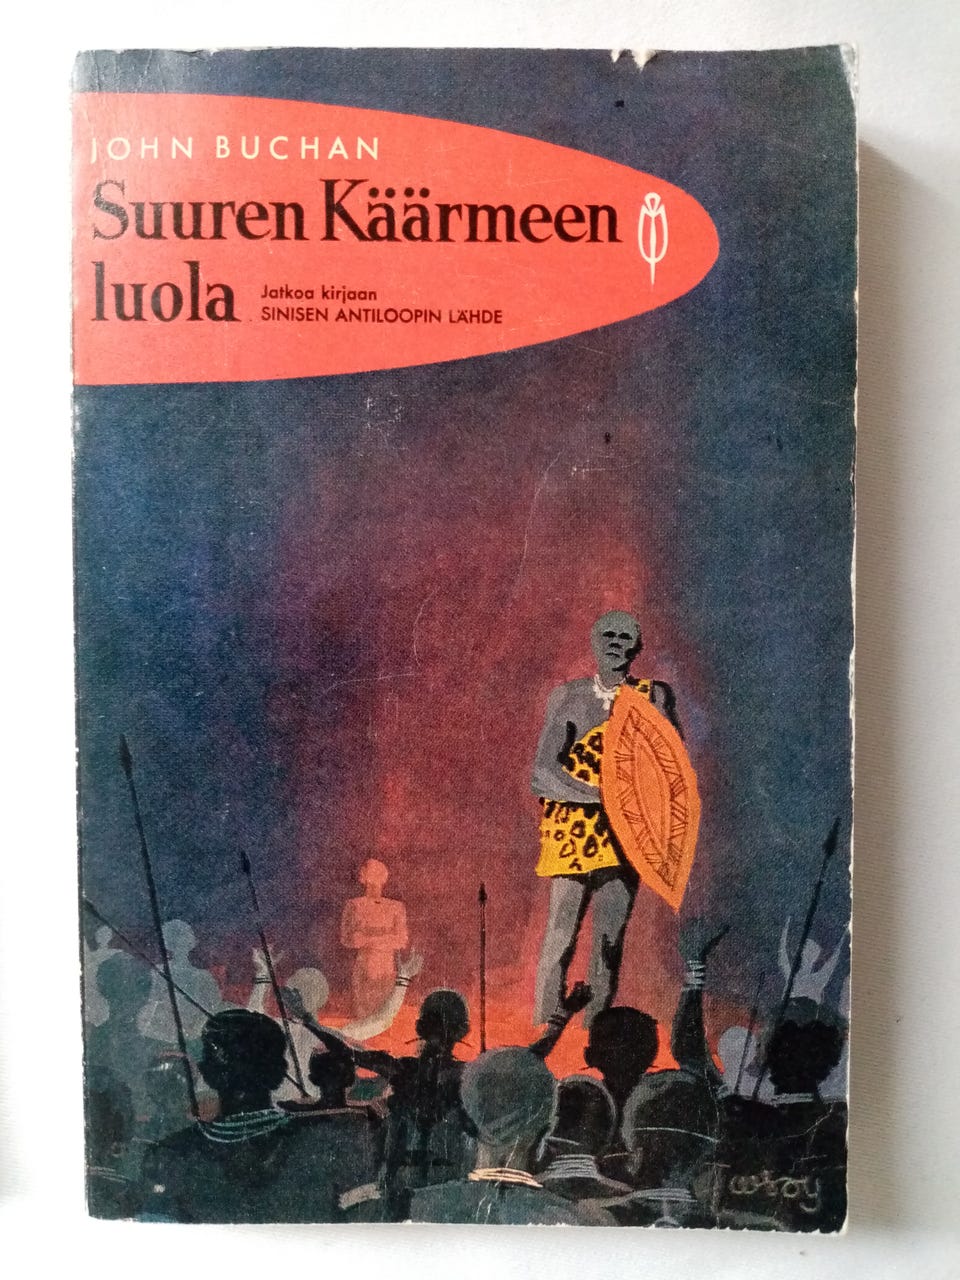 JOHN BUCHAN
Suuren Käärmeen
luola
Jatkoa kirjaan
SINISEN ANTILOOPIN LÄHDE